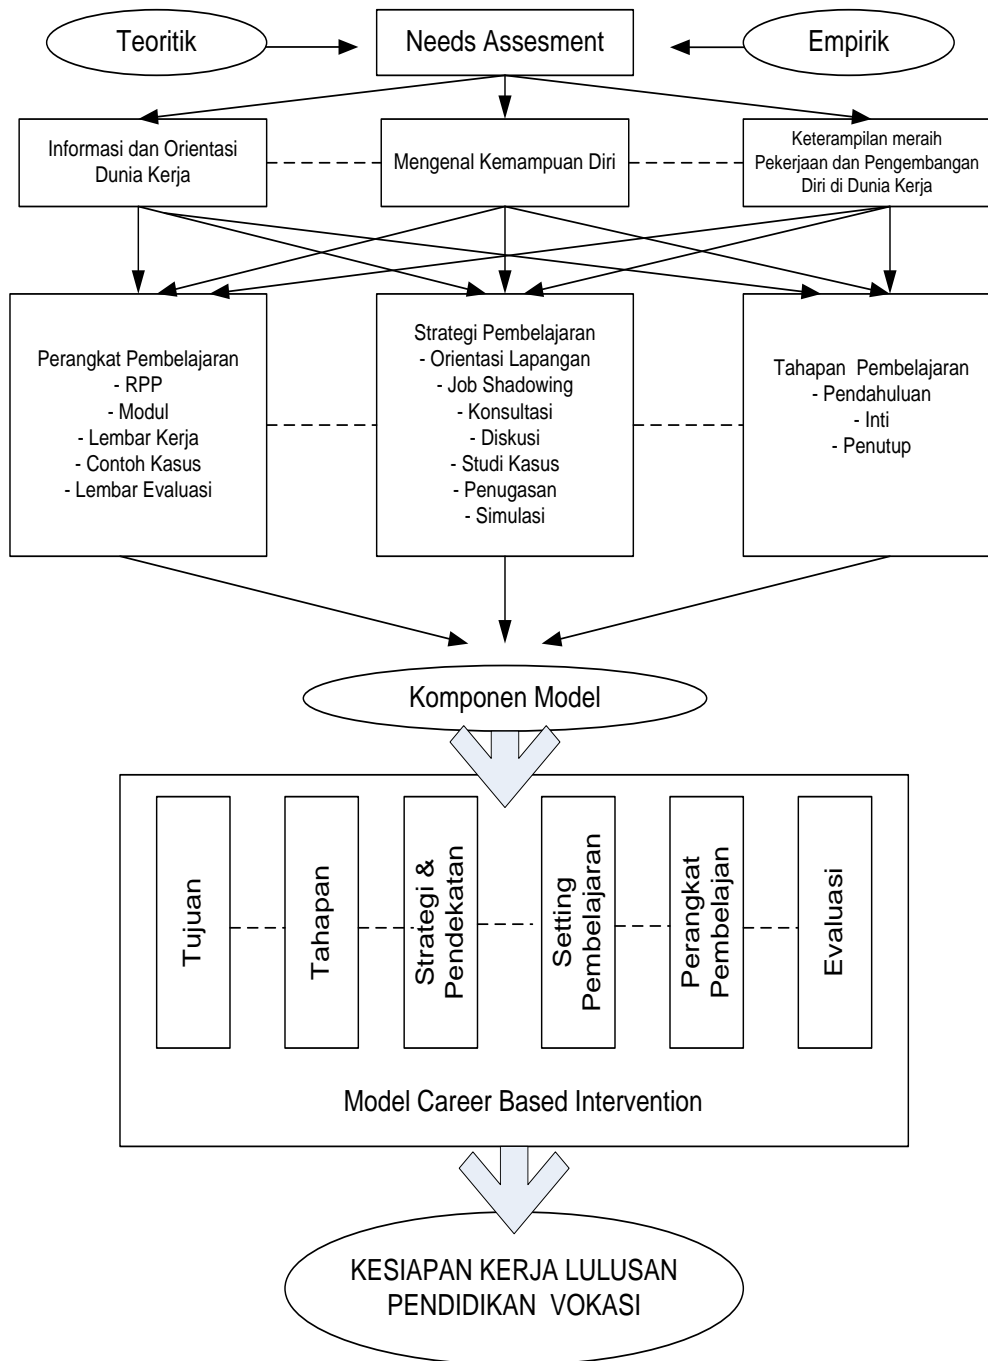 Teoritik
Needs Assesment
Empirik
Informasi dan Orientasi
Dunia Kerja
Mengenal Kemampuan Diri
Keterampilan meraih
Pekerjaan dan Pengembangan
Diri di Dunia Kerja
Perangkat Pembelajaran
- RPP
- Modul
- Lembar Kerja
- Contoh Kasus
- Lembar Evaluasi
Strategi Pembelajaran
- Orientasi Lapangan
- Job Shadowing
- Konsultasi
- Diskusi
- Studi Kasus
- Penugasan
- Simulasi
Tahapan Pembelajaran
- Pendahuluan
- Inti
- Penutup
Komponen Model
Tujuan
Tahapan
Strategi &
Pendekatan
Setting
Pembelajaran
Perangkat
Pembelajan
Evaluasi
Model Career Based Intervention
KESIAPAN KERJA LULUSAN
PENDIDIKAN VOKASI